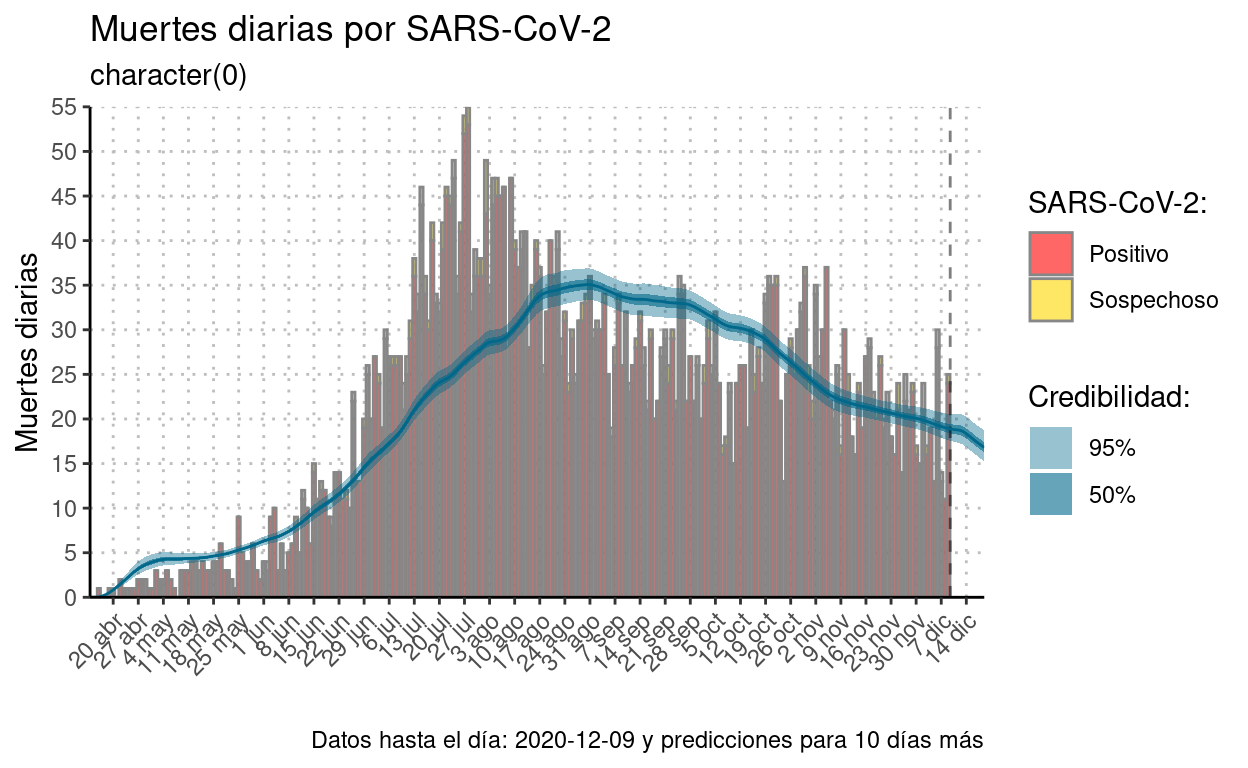 Muertes diarias por SARS-CoV-2
character(0)
Muertes diarias
55
50
45
40
35
30
25
20
15
10
5
0
20 abr
27 abr
4 may
11 may
18 may
25 may
1 jun
8 jun
15 jun
22 jun
29 jun
6 jul
13 jul
20 jul
27 jul
3 ago
10 ago
17 ago
24 ago
31 ago
7 sep
14 sep
21 sep
28 sep
5 oct
12 oct
19 oct
26 oct
2 nov
9 nov
16 nov
23 nov
30 nov
7 dic
14 dic
SARS-CoV-2:
Positivo
Sospechoso
Credibilidad:
95%
50%
Datos hasta el día: 2020-12-09 y predicciones para 10 días más